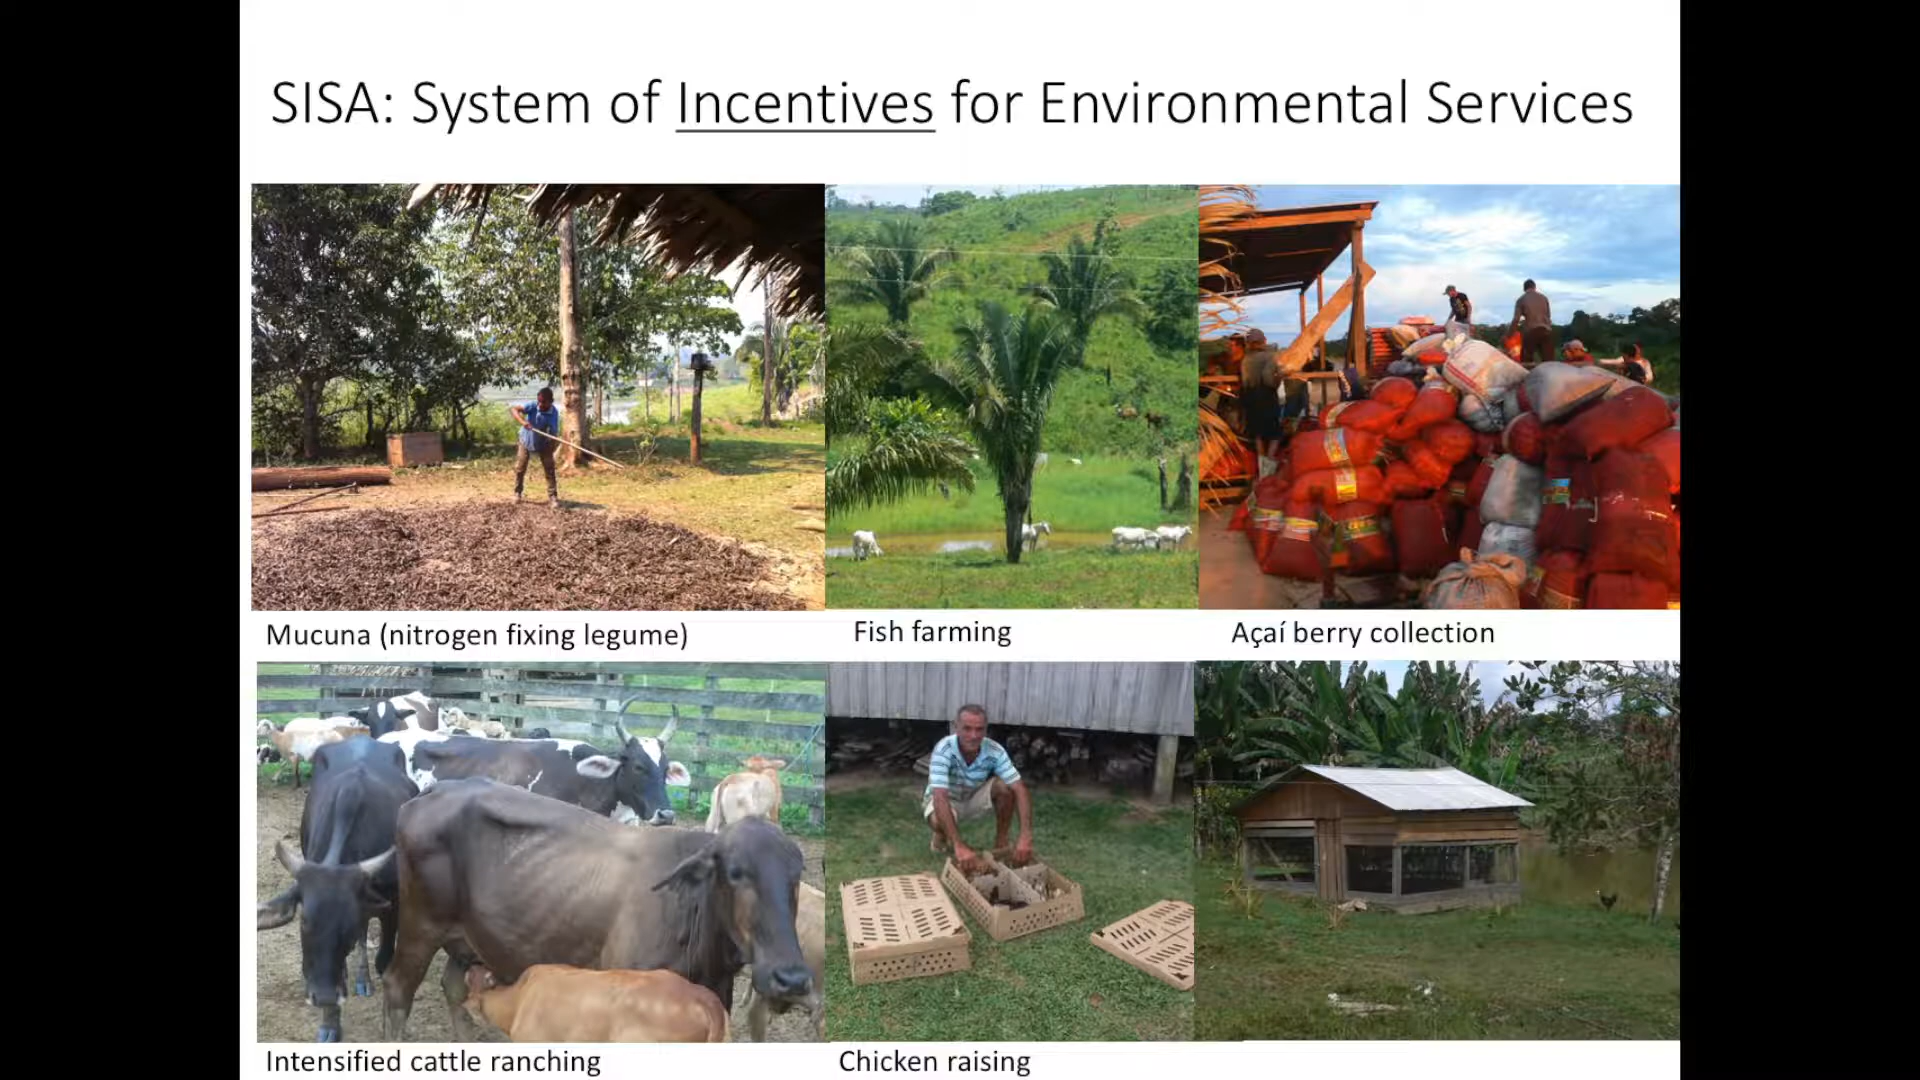 SISA: System of Incentives for Environmental Services
Mucuna (nitrogen fixing legume)
Fish farming
Açaí berry collection
Intensified cattle ranching
Chicken raising